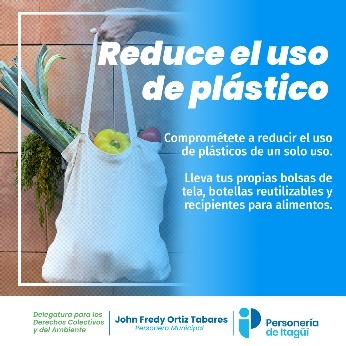 Reduce el uso
de plástico
Comprométete a reducir el uso
de plásticos de un solo uso.
Lleva tus propias bolsas de
tela, botellas reutilizables y
recipientes para alimentos.
Delegatura para los
Derechos Colectivos
y del Ambiente
John Fredy Ortiz Tabares
Personero Municipal
Personería
de Itagüí